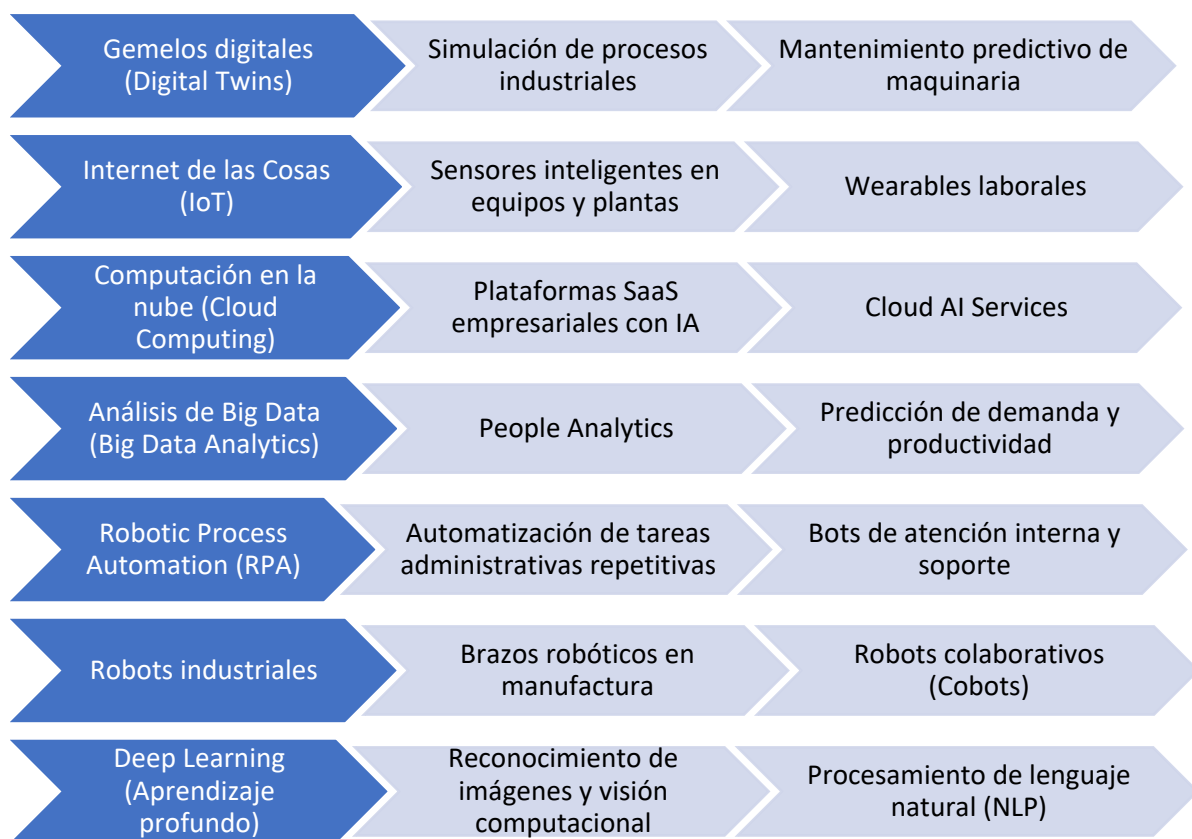 Gemelos digitales
(Digital Twins)
Simulación de procesos
industriales
Mantenimiento predictivo de
maquinaria
Internet de las Cosas
(IoT)
Sensores inteligentes en
equipos y plantas
Wearables laborales
Computación en la
nube (Cloud
Computing)
Plataformas SaaS
empresariales con IA
Cloud AI Services
Análisis de Big Data
(Big Data Analytics)
People Analytics
Predicción de demanda y
productividad
Robotic Process
Automation (RPA)
Automatización de tareas
administrativas repetitivas
Bots de atención interna y
soporte
Robots industriales
Brazos robóticos en
manufactura
Robots colaborativos
(Cobots)
Deep Learning
(Aprendizaje
profundo)
Reconocimiento de
imágenes y visión
computacional
Procesamiento de lenguaje
natural (NLP)